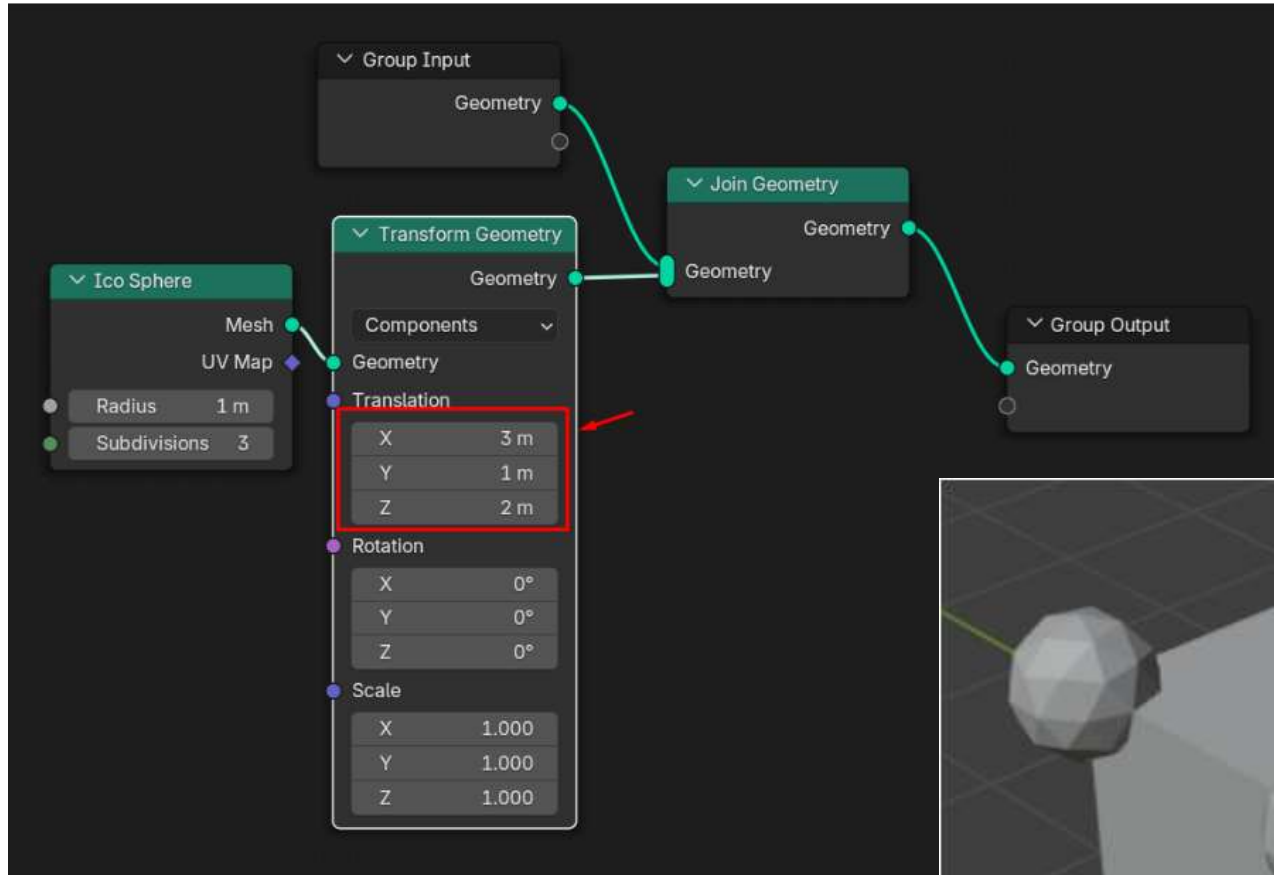 Group Input
Geometry
Join Geometry
Geometry
Geometry
Transform Geometry
Geometry
Components
Geometry
Translation
X 3 m
Y 1 m
Z 2 m
Rotation
X 0°
Y 0°
Z 0°
Scale
X 1.000
Y 1.000
Z 1.000
Ico Sphere
Mesh
UV Map
Radius 1 m
Subdivisions 3
Group Output
Geometry